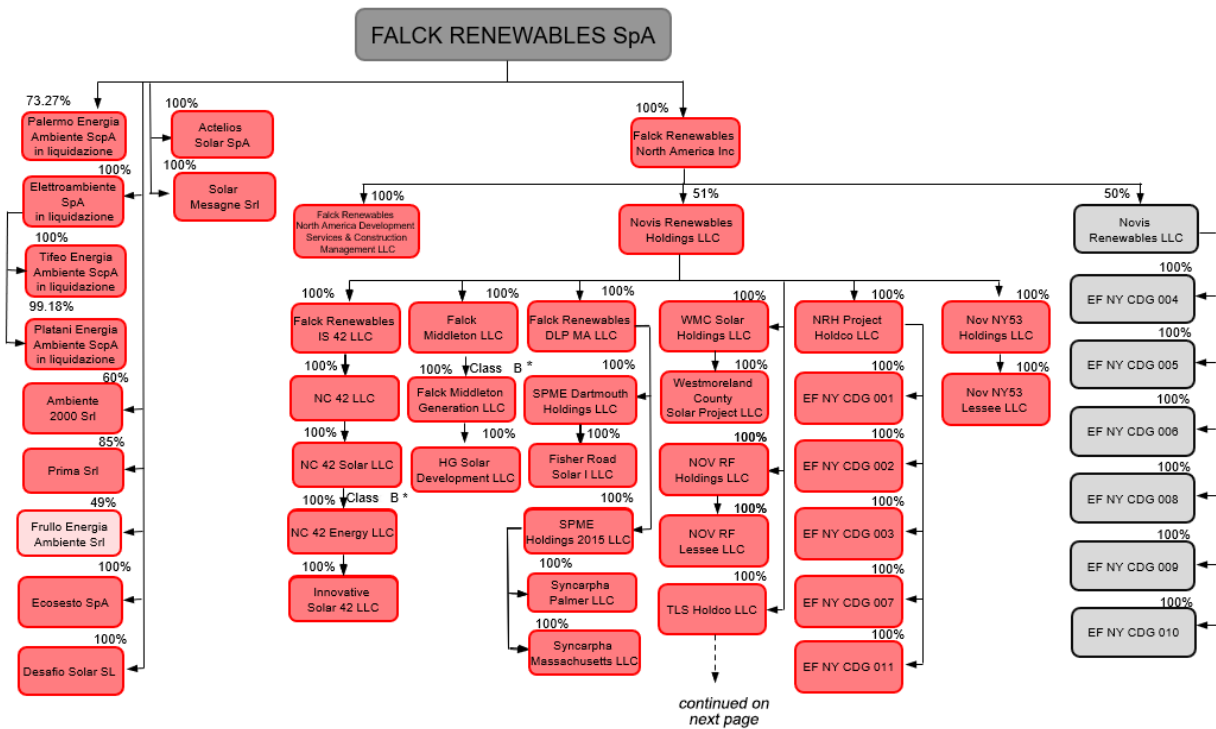 FALCK RENEWABLES SpA
73.27%
Palermo Energia
Ambiente ScpA
in liquidazione
100%
Elettroambiente
SpA
in liquidazione
100%
Tifeo Energia
Ambiente ScpA
in liquidazione
99.18%
Platani Energia
Ambiente ScpA
in liquidazione
60%
Ambiente
2000 Srl
85%
Prima Srl
49%
Frullo Energia
Ambiente Srl
100%
Ecosesto SpA
100%
Desafio Solar SL
100%
Actelios
Solar SpA
100%
Solar
Mesagne Srl
100%
Falck Renewables
North America Inc
100%
Falck Renewables
North America Development
Services & Construction
Management LLC
51%
Novis Renewables
Holdings LLC
50%
Novis
Renewables LLC
100%
Falck Renewables
IS 42 LLC
100%
NC 42 LLC
100%
NC 42 Solar LLC
100%
Class B *
NC 42 Energy LLC
100%
Innovative
Solar 42 LLC
100%
Falck
Middleton LLC
Class B *
100%
Falck Middleton
Generation LLC
100%
HG Solar
Development LLC
100%
Falck Renewables
DLP MA LLC
100%
SPME Dartmouth
Holdings LLC
100%
Fisher Road
Solar I LLC
SPME
Holdings 2015 LLC
100%
100%
Syncarpha
Palmer LLC
100%
Syncarpha
Massachusetts LLC
100%
WMC Solar
Holdings LLC
100%
Westmoreland
County
Solar Project LLC
100%
NOV RF
Holdings LLC
100%
NOV RF
Lessee LLC
100%
TLS Holdco LLC
continued on
next page
100%
NRH Project
Holdco LLC
100%
EF NY CDG 001
100%
EF NY CDG 002
100%
EF NY CDG 003
100%
EF NY CDG 007
100%
EF NY CDG 011
100%
Nov NY53
Holdings LLC
100%
Nov NY53
Lessee LLC
100%
EF NY CDG 004
100%
EF NY CDG 005
100%
EF NY CDG 006
100%
EF NY CDG 008
100%
EF NY CDG 009
100%
EF NY CDG 010